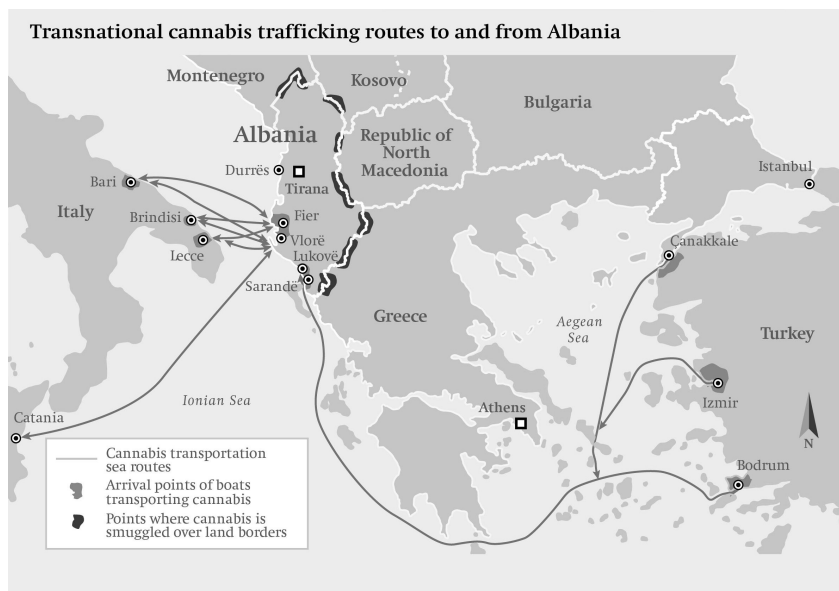 Transnational cannabis trafficking routes to and from Albania
Montenegro
Kosovo
Bulgaria
Albania
Republic of
North
Macedonia
Durrës
Tirana
Istanbul
Bari
Italy
Brindisi
Fier
Vlorë
Lecce
Lukovë
Sarandë
Çanakkale
Greece
Aegean
Sea
Turkey
Ionian Sea
Izmir
Athens
Catania
N
Bodrum
Cannabis transportation
sea routes
Arrival points of boats
transporting cannabis
Points where cannabis is
smuggled over land borders